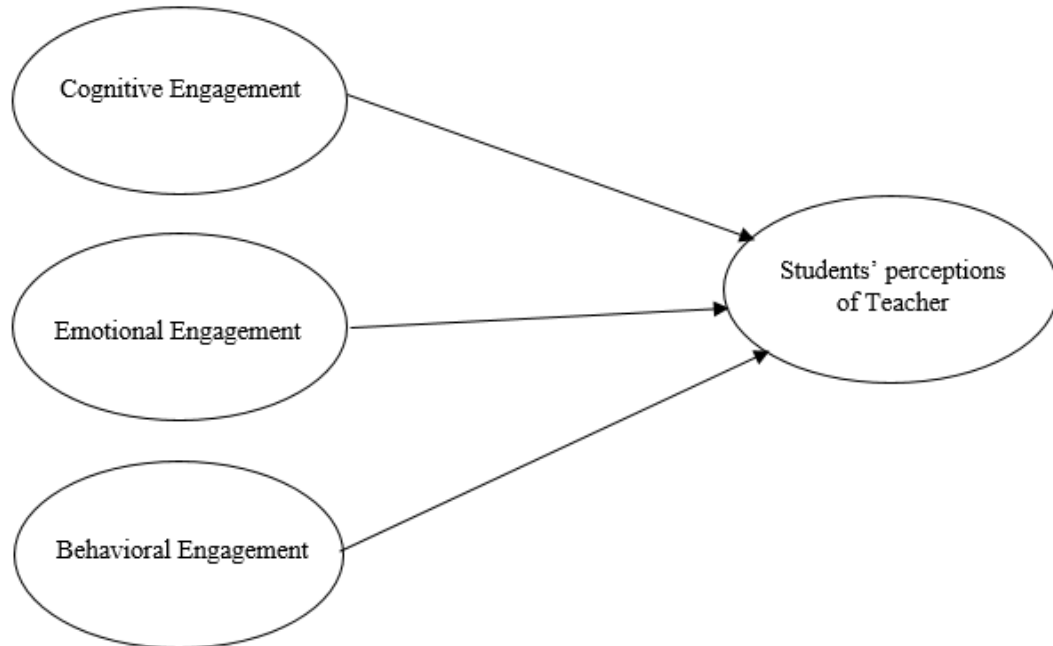 Cognitive Engagement
Emotional Engagement
Behavioral Engagement
Students’ perceptions
of Teacher